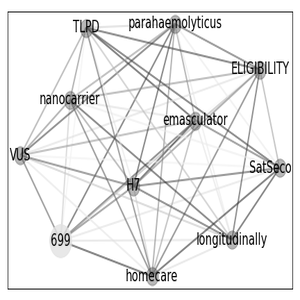 TLPD
parahaemolyticus
ELIGIBILITY
nanocarrier
emasculator
VUS
SatSeco
H7
699
longitudinally
homecare